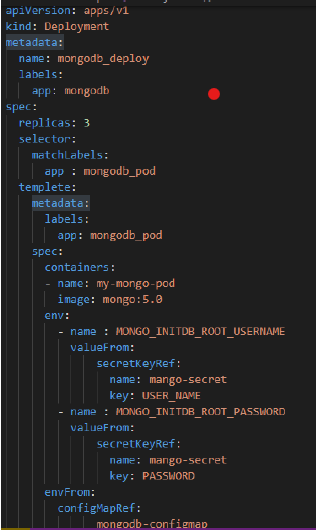 apiVersion: apps/v1
kind: Deployment
metadata:
  name: mongodb_deploy
  labels:
    app: mongodb
spec:
  replicas: 3
  selector:
    matchLabels:
      app : mongodb_pod
  templete:
    metadata:
      labels:
        app: mongodb_pod
    spec:
      containers:
      - name: my-mongo-pod
        image: mongo:5.0
      env:
        - name : MONGO_INITDB_ROOT_USERNAME
          valueFrom:
              secretKeyRef:
                name: mango-secret
                key: USER_NAME
        - name : MONGO_INITDB_ROOT_PASSWORD
          valueFrom:
              secretKeyRef:
                name: mango-secret
                key: PASSWORD
      envFrom:
        configMapRef:
              mongodb-configmap